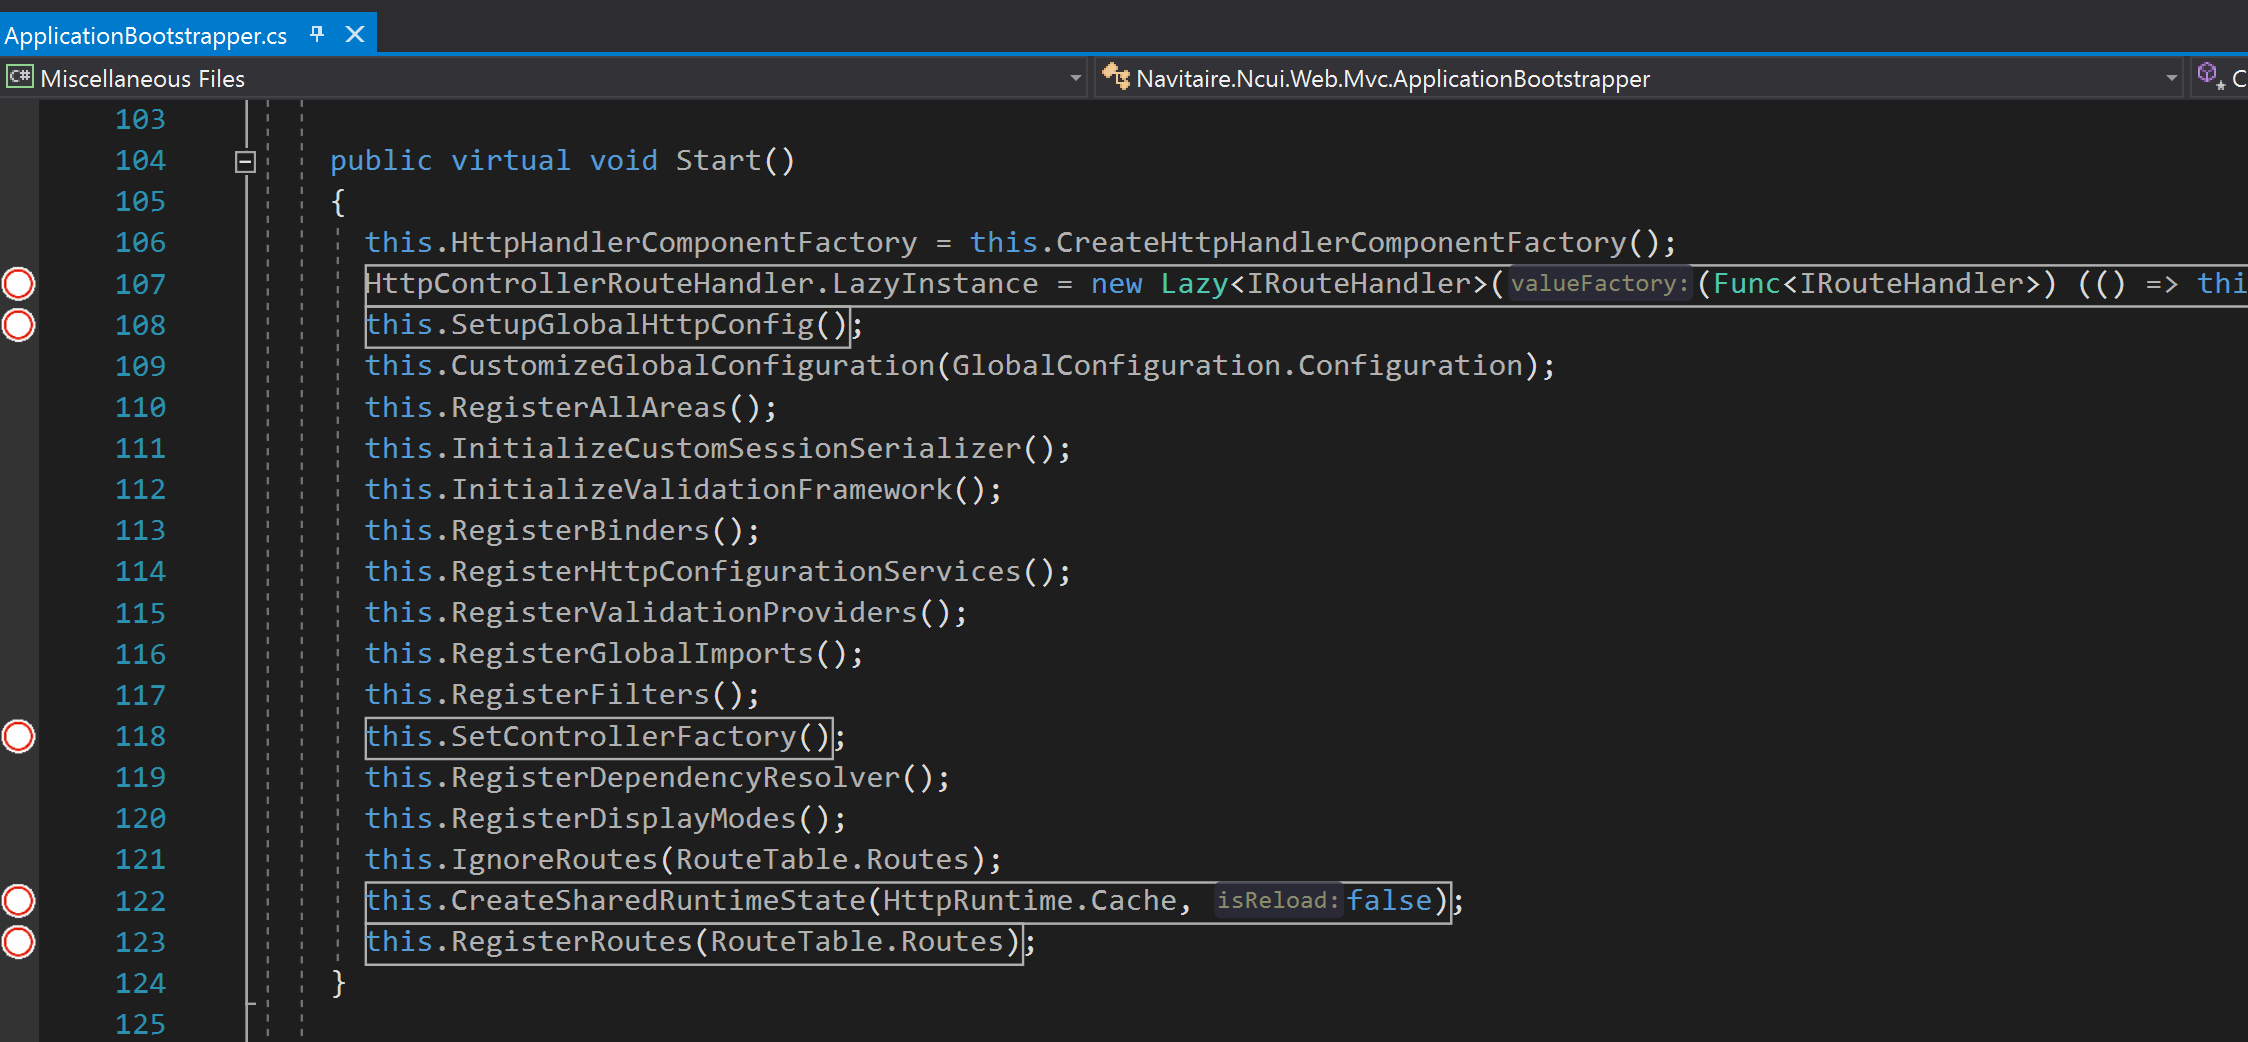 ApplicationBootstrapper.cs
C# Miscellaneous Files
Navitaire.Ncui.Web.Mvc.ApplicationBootstrapper
C
103
104 public virtual void Start()
105 {
106 this.HttpHandlerComponentFactory = this.CreateHttpHandlerComponentFactory();
107 HttpControllerRouteHandler.LazyInstance = new Lazy<IRouteHandler>(valueFactory:(Func<IRouteHandler>) (() => thi
108 this.SetupGlobalHttpConfig();
109 this.CustomizeGlobalConfiguration(GlobalConfiguration.Configuration);
110 this.RegisterAllAreas();
111 this.InitializeCustomSessionSerializer();
112 this.InitializeValidationFramework();
113 this.RegisterBinders();
114 this.RegisterHttpConfigurationServices();
115 this.RegisterValidationProviders();
116 this.RegisterGlobalImports();
117 this.RegisterFilters();
118 this.SetControllerFactory();
119 this.RegisterDependencyResolver();
120 this.RegisterDisplayModes();
121 this.IgnoreRoutes(RouteTable.Routes);
122 this.CreateSharedRuntimeState(HttpRuntime.Cache, isReload:false);
123 this.RegisterRoutes(RouteTable.Routes);
124 }
125